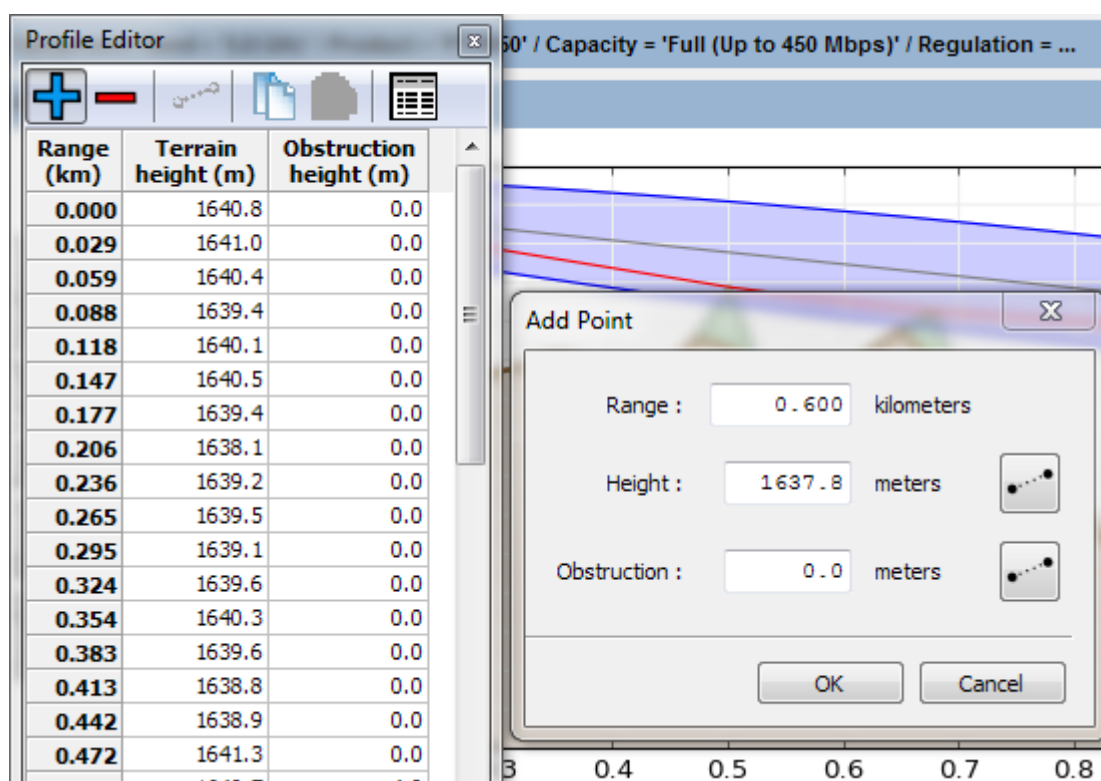 Profile Editor
50' / Capacity = 'Full (Up to 450 Mbps)' / Regulation = ...
Range (km) Terrain height (m) Obstruction height (m)
0.000 1640.8 0.0
0.029 1641.0 0.0
0.059 1640.4 0.0
0.088 1639.4 0.0
0.118 1640.1 0.0
0.147 1640.5 0.0
0.177 1639.4 0.0
0.206 1638.1 0.0
0.236 1639.2 0.0
0.265 1639.5 0.0
0.295 1639.1 0.0
0.324 1639.6 0.0
0.354 1640.3 0.0
0.383 1639.6 0.0
0.413 1638.8 0.0
0.442 1638.9 0.0
0.472 1641.3 0.0
Add Point
Range : 0.600 kilometers
Height : 1637.8 meters
Obstruction : 0.0 meters
OK Cancel
3 0.4 0.5 0.6 0.7 0.8